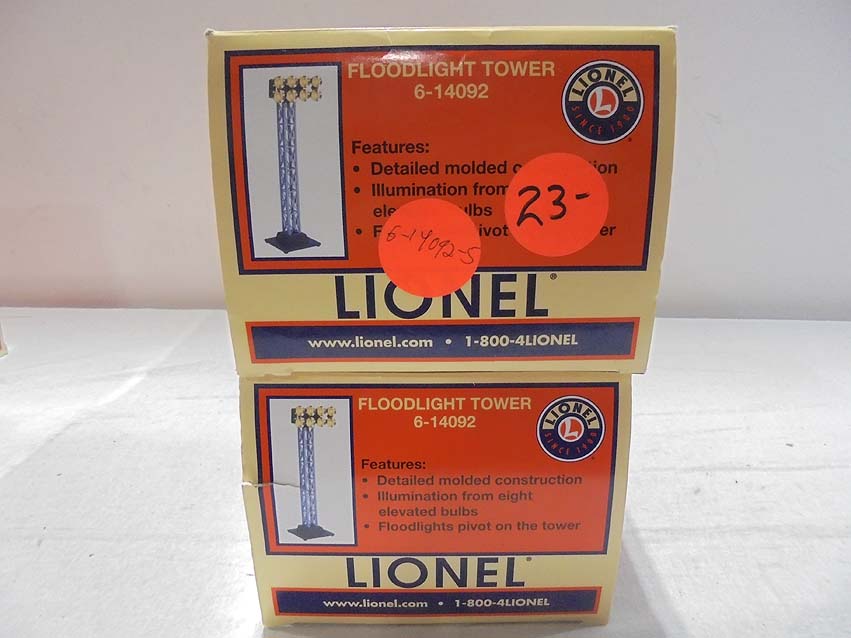 FLOODLIGHT TOWER
6-14092
LIONEL
L
SINCE 1900
Features:
• Detailed molded c ion
• Illumination from
ele bulbs
• F pivot er
23-
6-14092-S
LIONEL®
www.lionel.com • 1-800-4LIONEL
FLOODLIGHT TOWER
6-14092
LIONEL
L
SINCE 1900
Features:
• Detailed molded construction
• Illumination from eight
elevated bulbs
• Floodlights pivot on the tower
LIONEL®
www.lionel.com • 1-800-4LIONEL